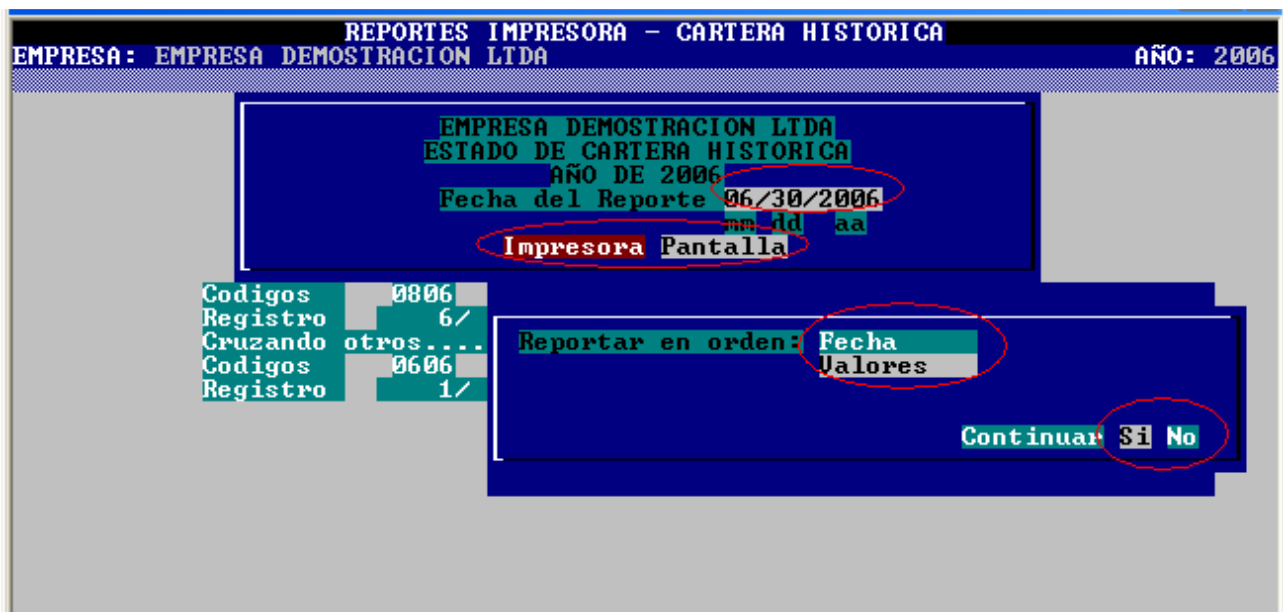 REPORTES IMPRESORA - CARTERA HISTORICA
EMPRESA: EMPRESA DEMOSTRACION LTDA AÑO: 2006
EMPRESA DEMOSTRACION LTDA
ESTADO DE CARTERA HISTORICA
AÑO DE 2006
Fecha del Reporte 06/30/2006
mm dd aa
Impresora Pantalla
Codigos 0806
Registro 6/
Cruzando otros....
Codigos 0606
Registro 1/
Reportar en orden: Fecha
Valores
Continuar Si No